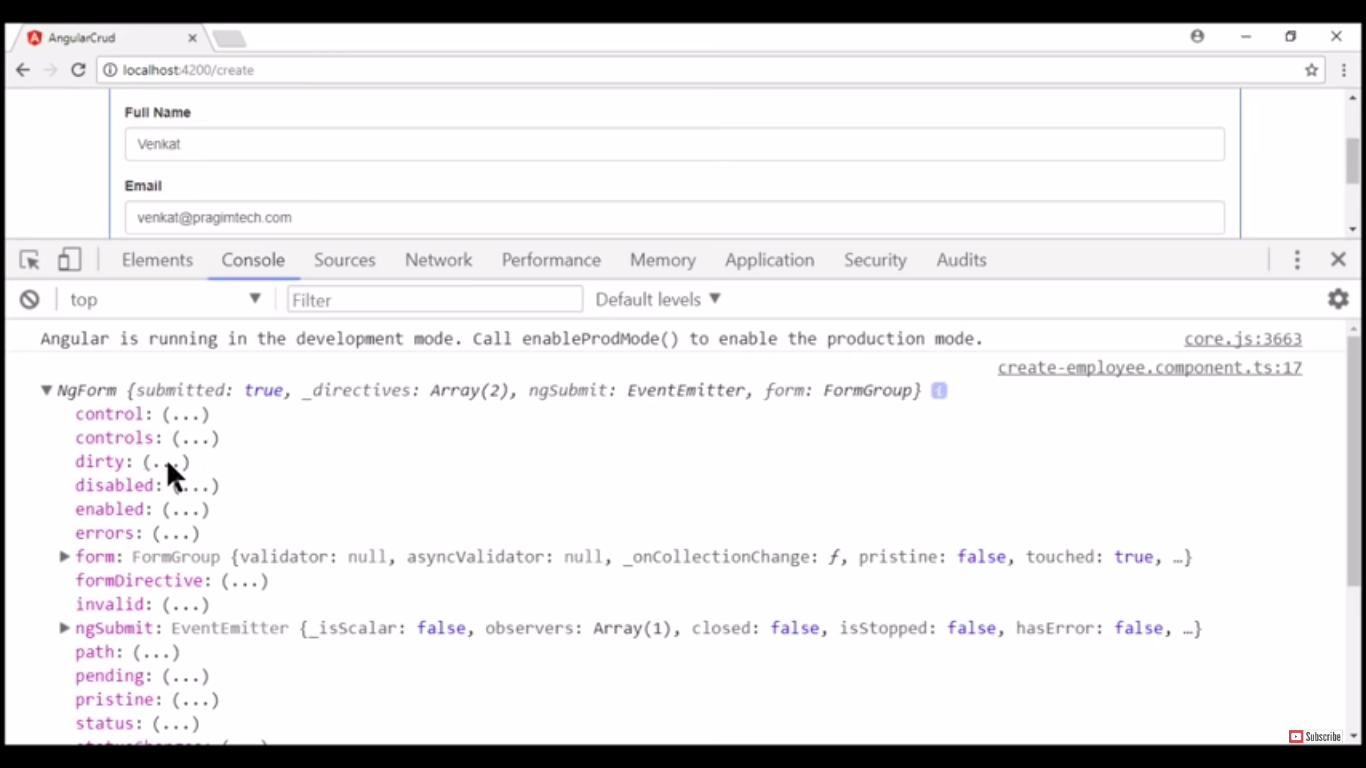 AngularCrud
localhost:4200/create
Full Name
Venkat
Email
venkat@pragimtech.com
Elements Console Sources Network Performance Memory Application Security Audits
top Filter Default levels
Angular is running in the development mode. Call enableProdMode() to enable the production mode. core.js:3663
create-employee.component.ts:17
NgForm {submitted: true, _directives: Array(2), ngSubmit: EventEmitter, form: FormGroup} i
control: (...)
controls: (...)
dirty: (...)
disabled: (...)
enabled: (...)
errors: (...)
form: FormGroup {validator: null, asyncValidator: null, _onCollectionChange: ƒ, pristine: false, touched: true, …}
formDirective: (...)
invalid: (...)
ngSubmit: EventEmitter {_isScalar: false, observers: Array(1), closed: false, isStopped: false, hasError: false, …}
path: (...)
pending: (...)
pristine: (...)
status: (...)
Subscribe